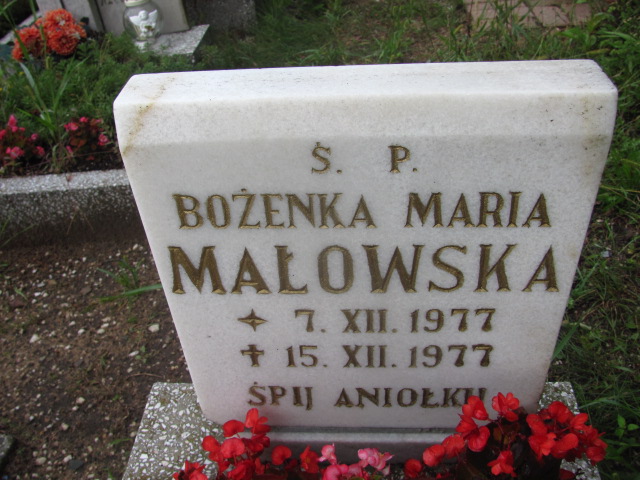 Ś. P.
BOŻENKA MARIA
MAŁOWSKA
✦ 7. XII. 1977
✝ 15. XII. 1977
ŚPIJ ANIOŁKU